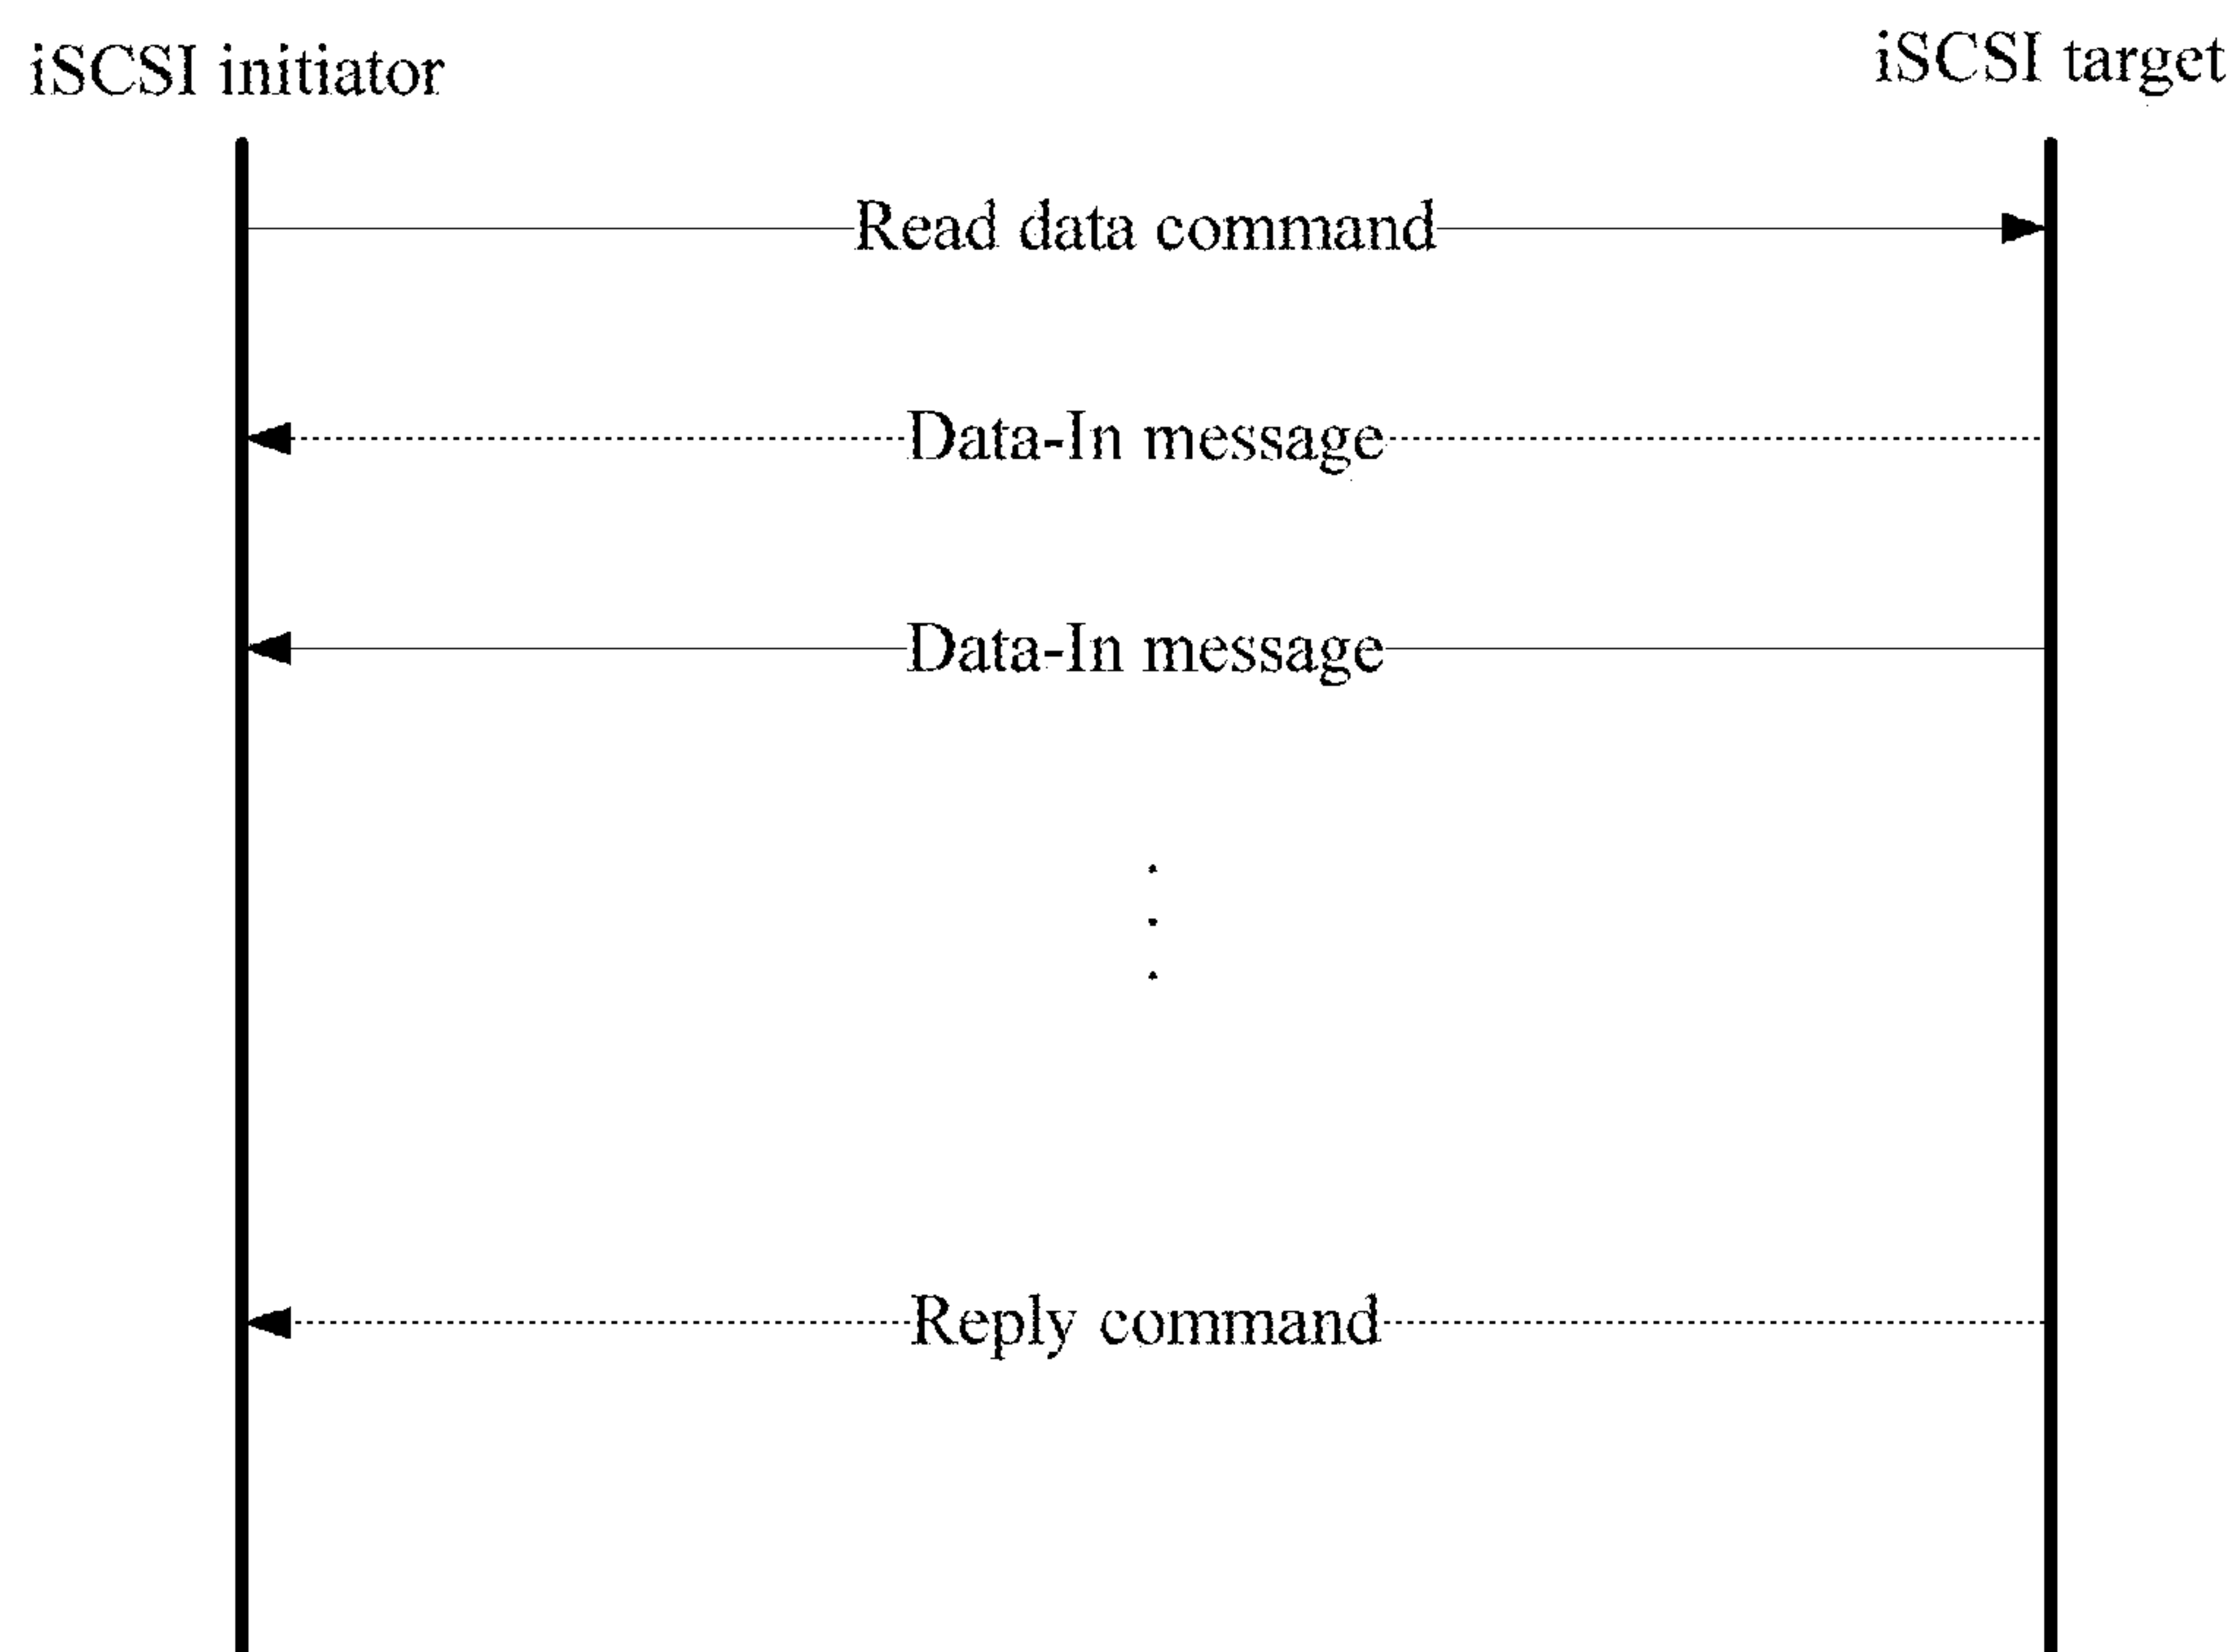 iSCSI initiator
iSCSI target
Read data command
Data-In message
Data-In message
Reply command